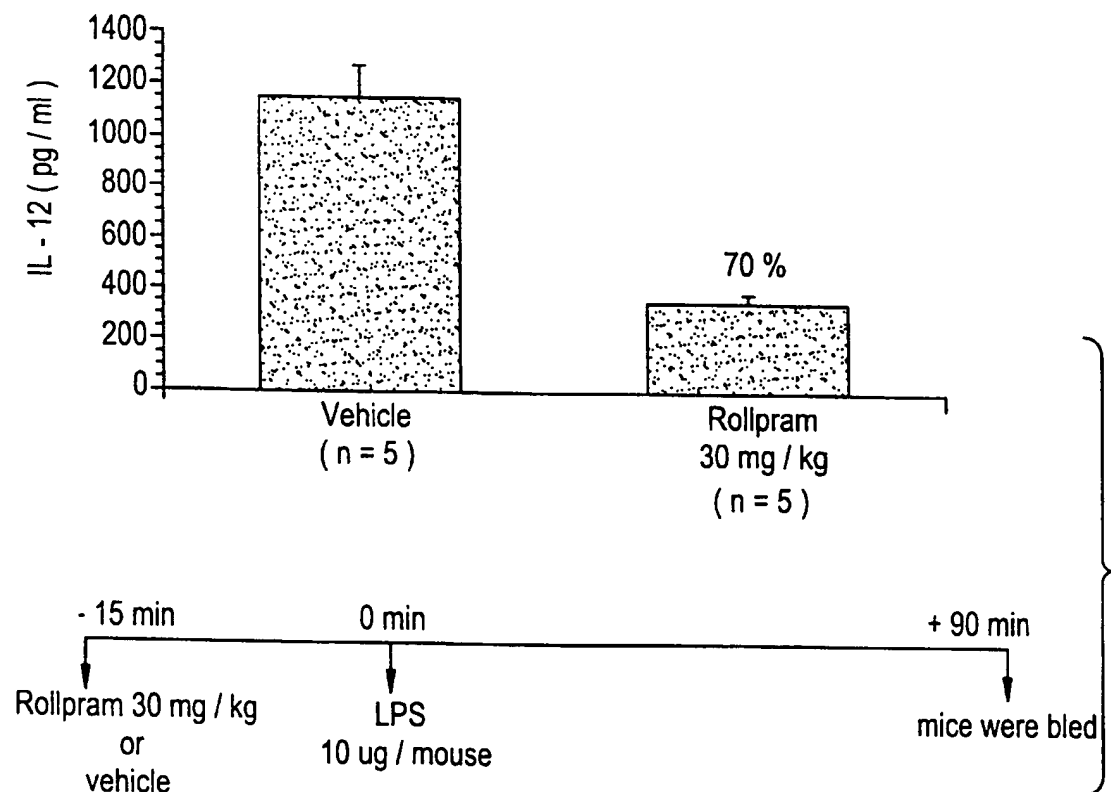 1400
1200
1000
800
600
400
200
0
IL - 12 ( pg / ml )
70 %
Vehicle
( n = 5 )
Rollpram
30 mg / kg
( n = 5 )
- 15 min
0 min
+ 90 min
Rollpram 30 mg / kg
or
vehicle
LPS
10 ug / mouse
mice were bled